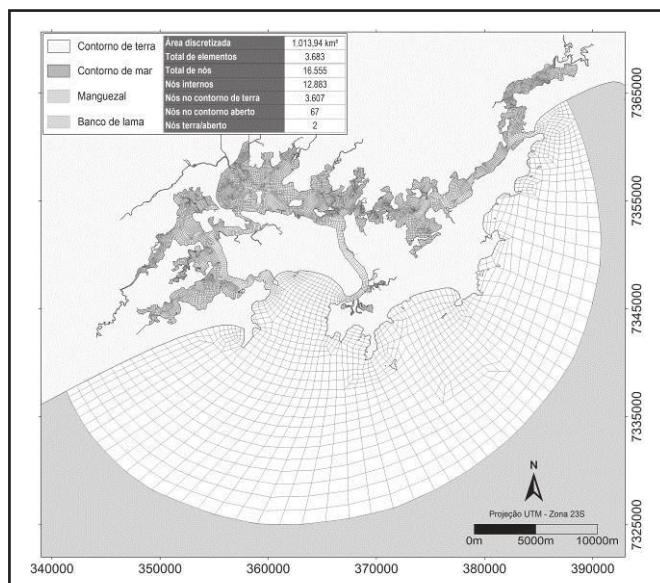 Contorno de terra
Contorno de mar
Manguezal
Banco de lama
Área discretizada 1.013,94 km²
Total de elementos 3.683
Total de nós 16.555
Nós internos 12.883
Nós no contorno de terra 3.607
Nós no contorno aberto 67
Nós terra/aberto 2
7365000
7355000
7345000
7335000
7325000
N
Projeção UTM - Zona 23S
0m 5000m 10000m
340000 350000 360000 370000 380000 390000